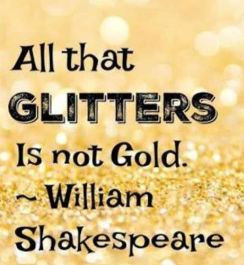 All that
GLITTERS
Is not Gold.
~ William
Shakespeare